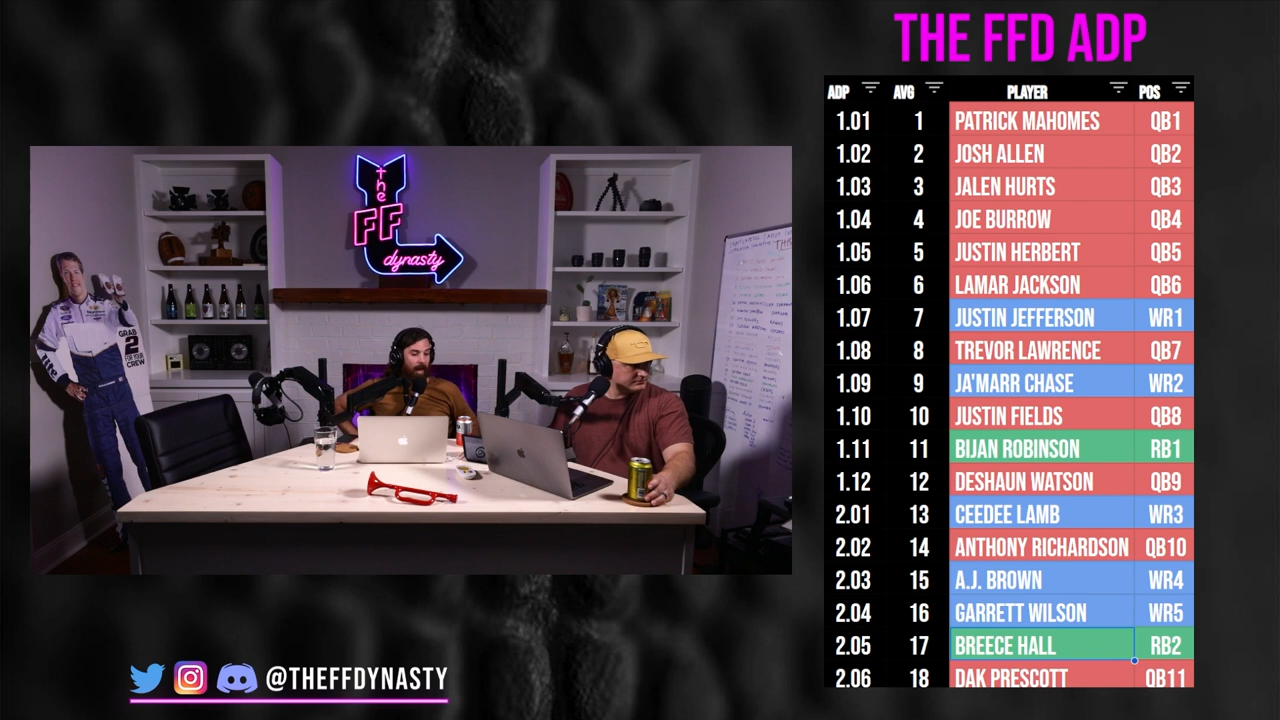 THE FFD ADP
ADP AVG PLAYER POS
1.01 1 PATRICK MAHOMES QB1
1.02 2 JOSH ALLEN QB2
1.03 3 JALEN HURTS QB3
1.04 4 JOE BURROW QB4
1.05 5 JUSTIN HERBERT QB5
1.06 6 LAMAR JACKSON QB6
1.07 7 JUSTIN JEFFERSON WR1
1.08 8 TREVOR LAWRENCE QB7
1.09 9 JA'MARR CHASE WR2
1.10 10 JUSTIN FIELDS QB8
1.11 11 BIJAN ROBINSON RB1
1.12 12 DESHAUN WATSON QB9
2.01 13 CEEDEE LAMB WR3
2.02 14 ANTHONY RICHARDSON QB10
2.03 15 A.J. BROWN WR4
2.04 16 GARRETT WILSON WR5
2.05 17 BREECE HALL RB2
2.06 18 DAK PRESCOTT QB11
the
FF
dynasty
GRAB
2
FOR YOUR
CREW
@THEFFDYNASTY